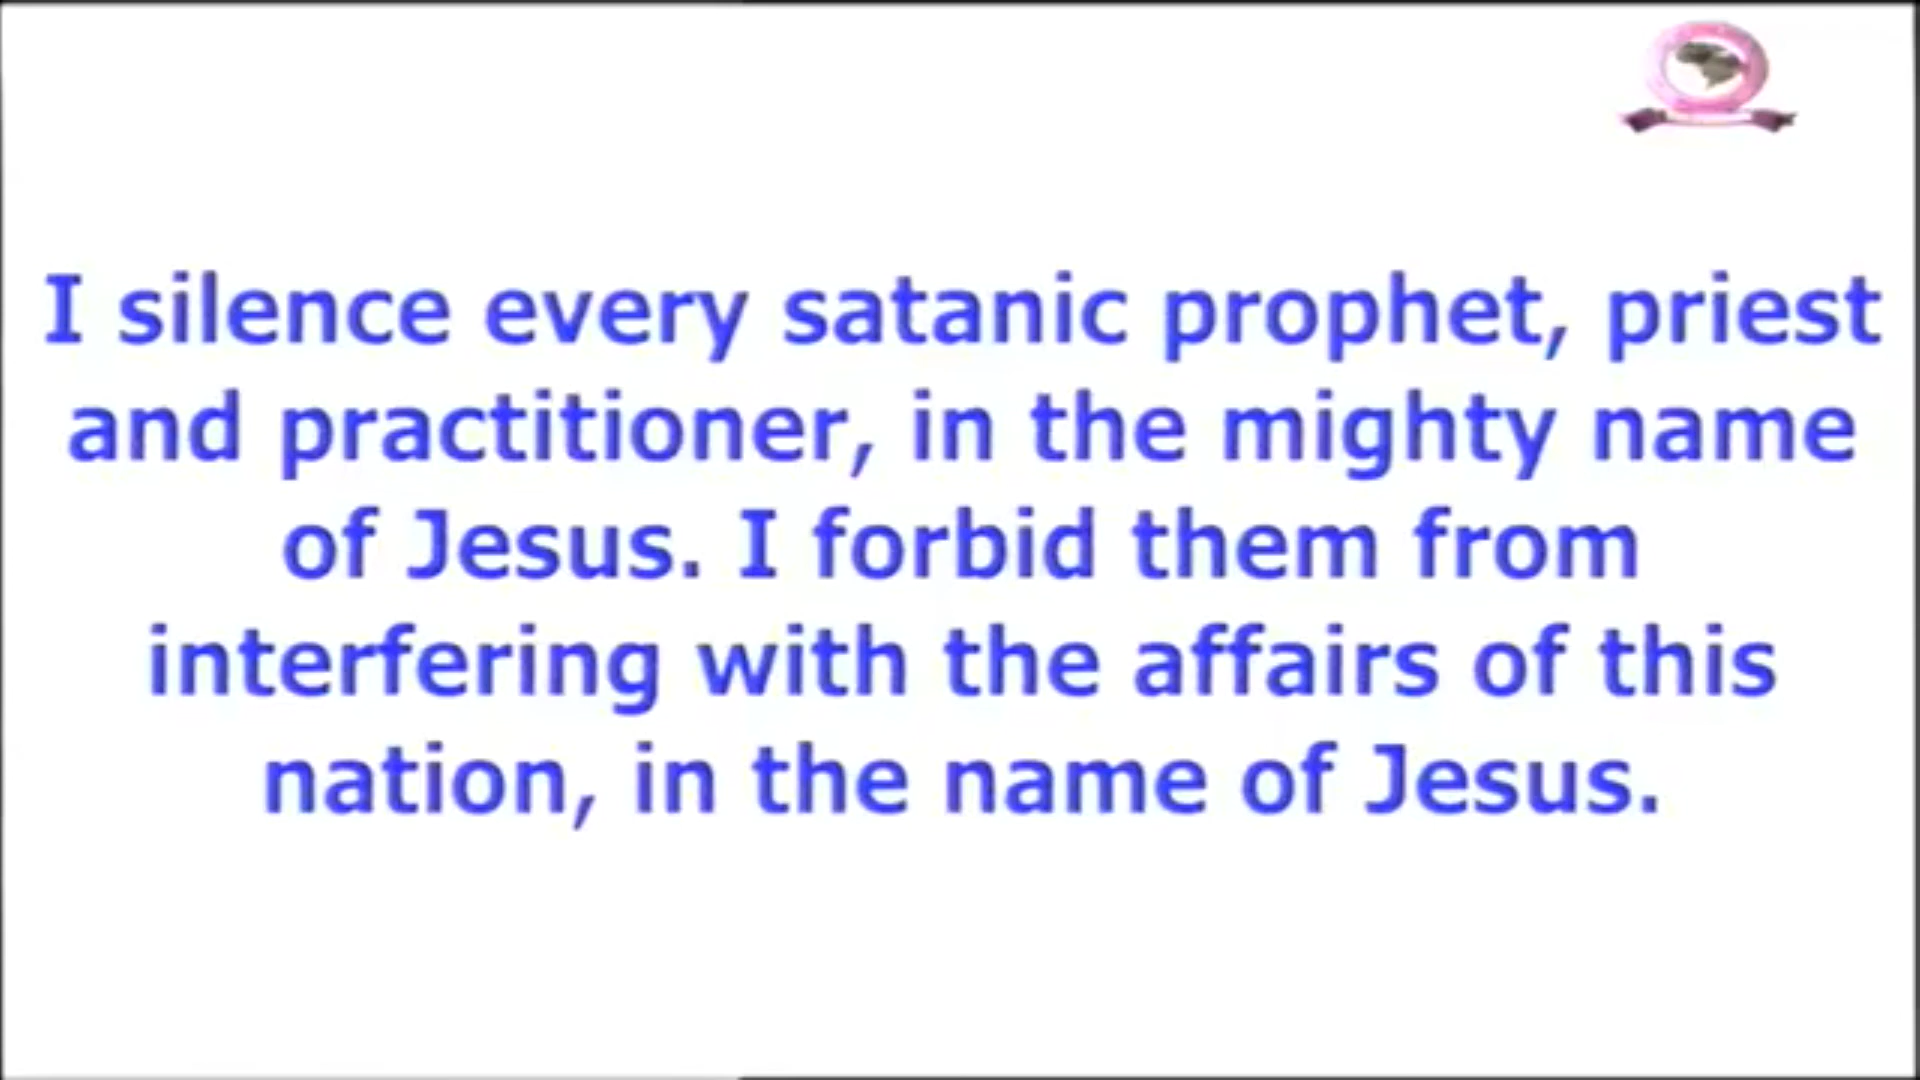 I silence every satanic prophet, priest
and practitioner, in the mighty name
of Jesus. I forbid them from
interfering with the affairs of this
nation, in the name of Jesus.